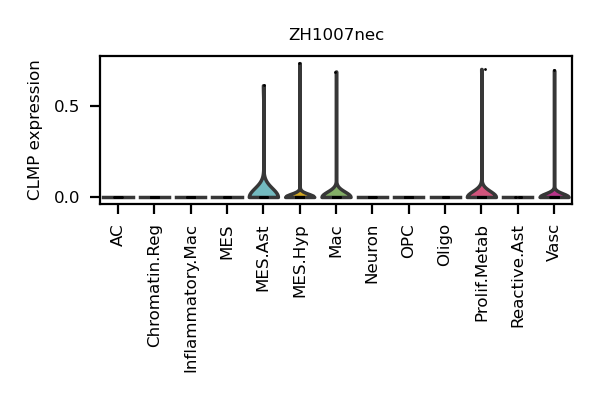 ZH1007nec
CLMP expression
0.5
0.0
AC
Chromatin.Reg
Inflammatory.Mac
MES
MES.Ast
MES.Hyp
Mac
Neuron
OPC
Oligo
Prolif.Metab
Reactive.Ast
Vasc